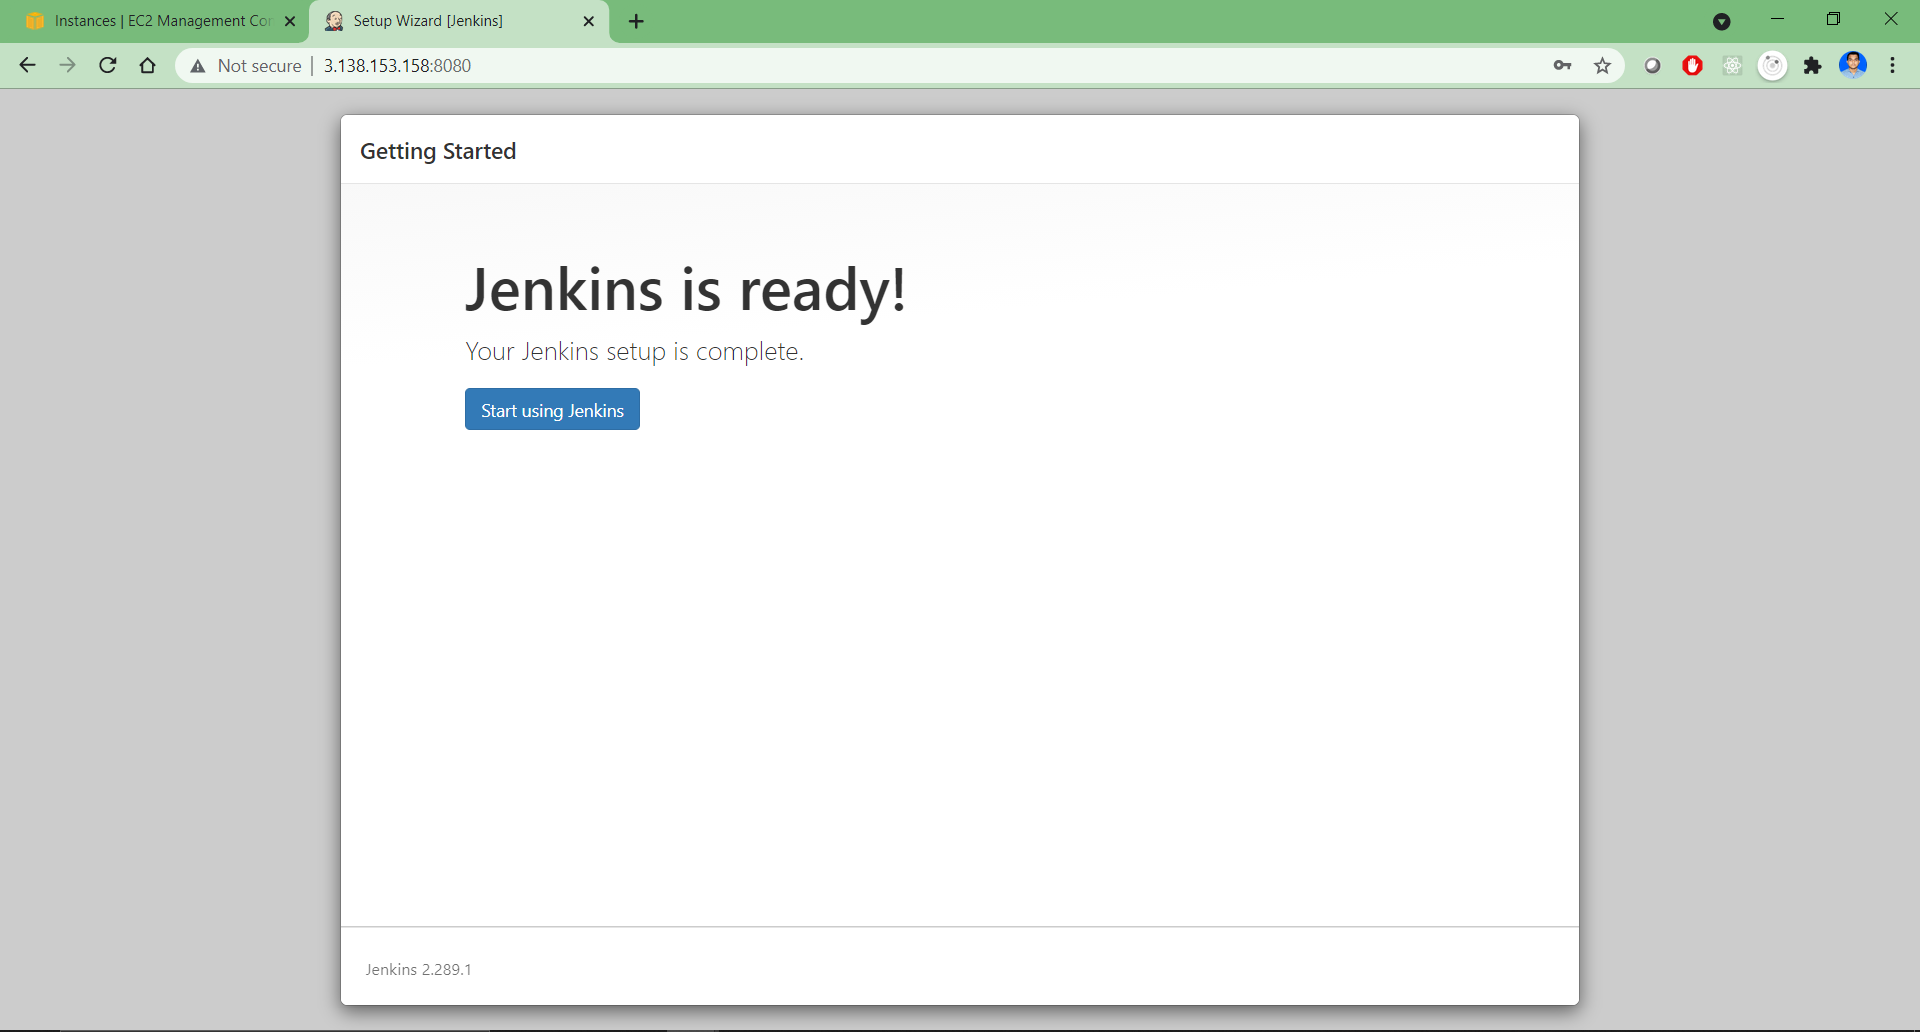 Instances | EC2 Management Con
Setup Wizard [Jenkins]
Not secure | 3.138.153.158:8080
Getting Started
Jenkins is ready!
Your Jenkins setup is complete.
Start using Jenkins
Jenkins 2.289.1